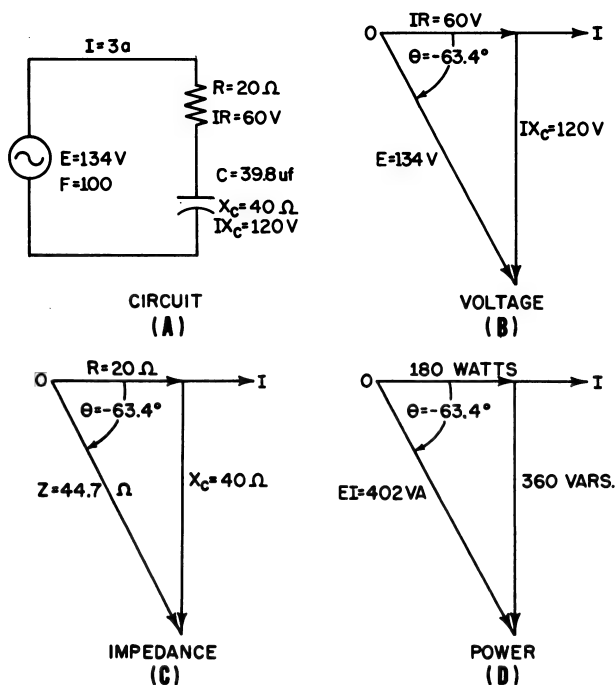 I=3a
R=20Ω
IR=60V
E=134V
F=100
C=39.8uf
XC=40Ω
IXC=120V
CIRCUIT
(A)
IR=60V
O
I
θ=-63.4°
IXC=120V
E=134V
VOLTAGE
(B)
R=20Ω
O
I
θ=-63.4°
Z=44.7 Ω
XC=40Ω
IMPEDANCE
(C)
180 WATTS
O
I
θ=-63.4°
EI=402VA
360 VARS.
POWER
(D)